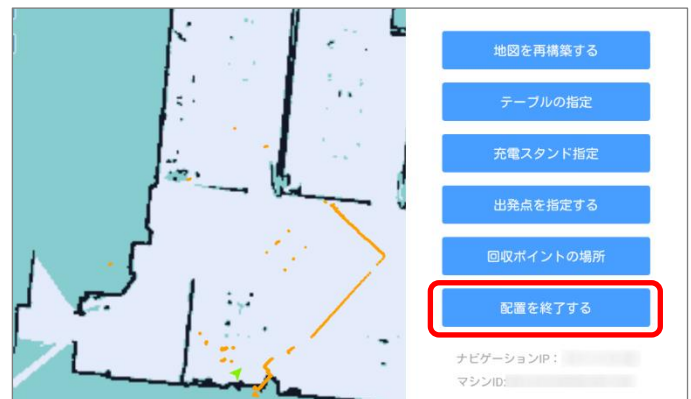 地図を再構築する
テーブルの指定
充電スタンド指定
出発点を指定する
回収ポイントの場所
配置を終了する
ナビゲーションIP：
マシンID: